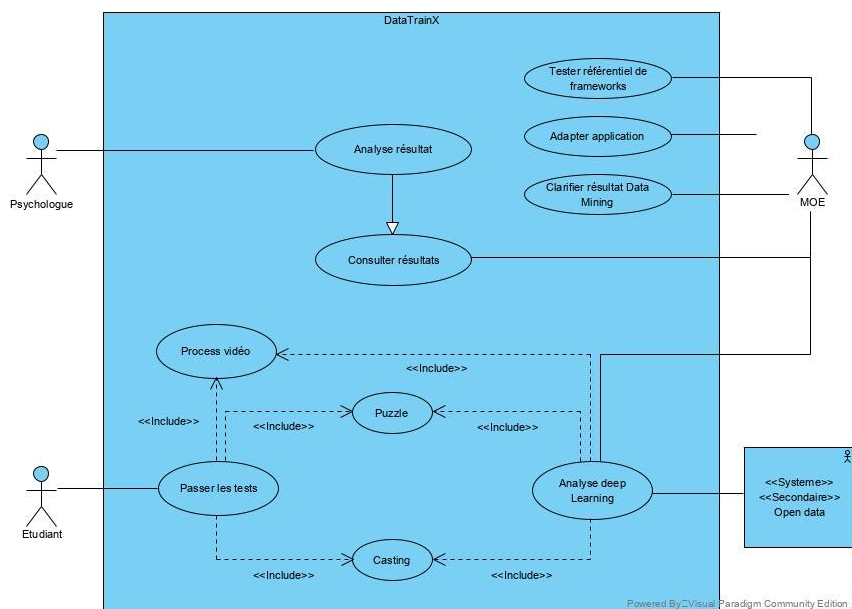 DataTrainX
Tester référentiel de
frameworks
Adapter application
Clarifier résultat Data
Mining
MOE
Analyse résultat
Psychologue
Consulter résultats
Process vidéo
<<Include>>
<<Include>>
<<Include>>
Puzzle
<<Include>>
Passer les tests
Analyse deep
Learning
<<Systeme>>
<<Secondaire>>
Open data
Etudiant
Casting
<<Include>>
<<Include>>
Powered By Visual Paradigm Community Edition